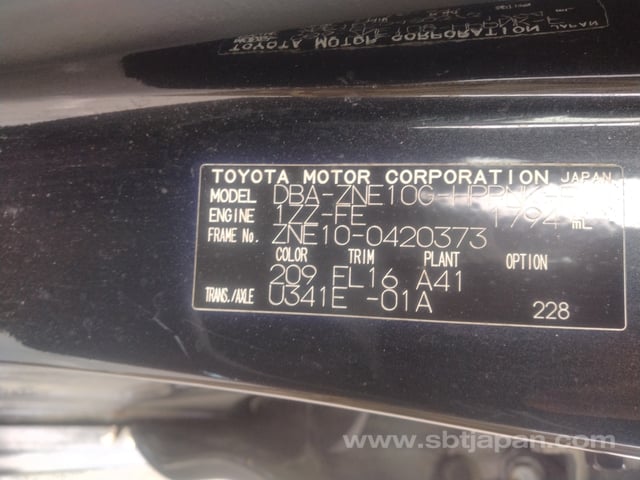 TOYOTA MOTOR CORPORATION JAPAN
MODEL DBA-ZNE10G-
ENGINE 1ZZ-FE 1794 mL
FRAME No. ZNE10-0420373
COLOR TRIM PLANT OPTION
209 EL16 A41
TRANS./AXLE U341E -01A
228
www.sbtjapan.com